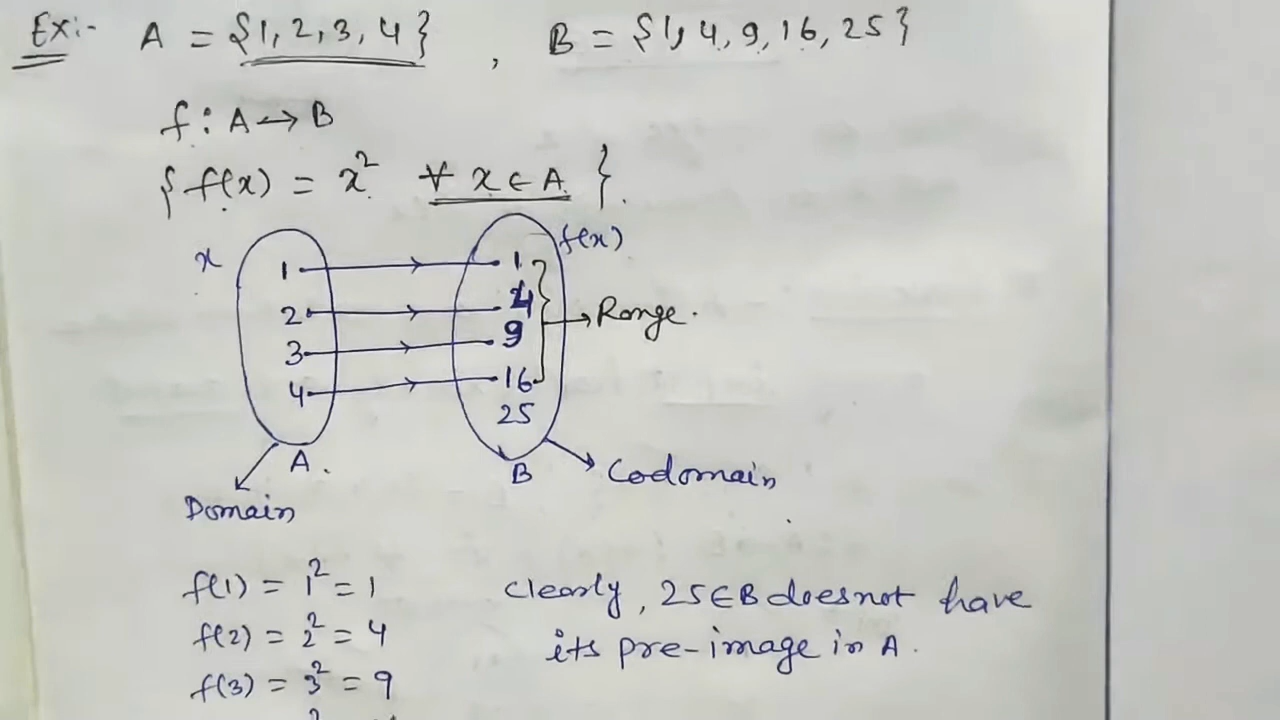 Ex:- A = {1, 2, 3, 4} , B = {1, 4, 9, 16, 25}
f : A → B
{ f(x) = x² ∀ x ∈ A }.
x f(x)
1 1
2 4
3 9
4 16
25
→ Range.
A. B
Domain
Codomain
f(1) = 1² = 1
f(2) = 2² = 4
f(3) = 3² = 9
clearly, 25 ∈ B does not have
its pre-image in A.